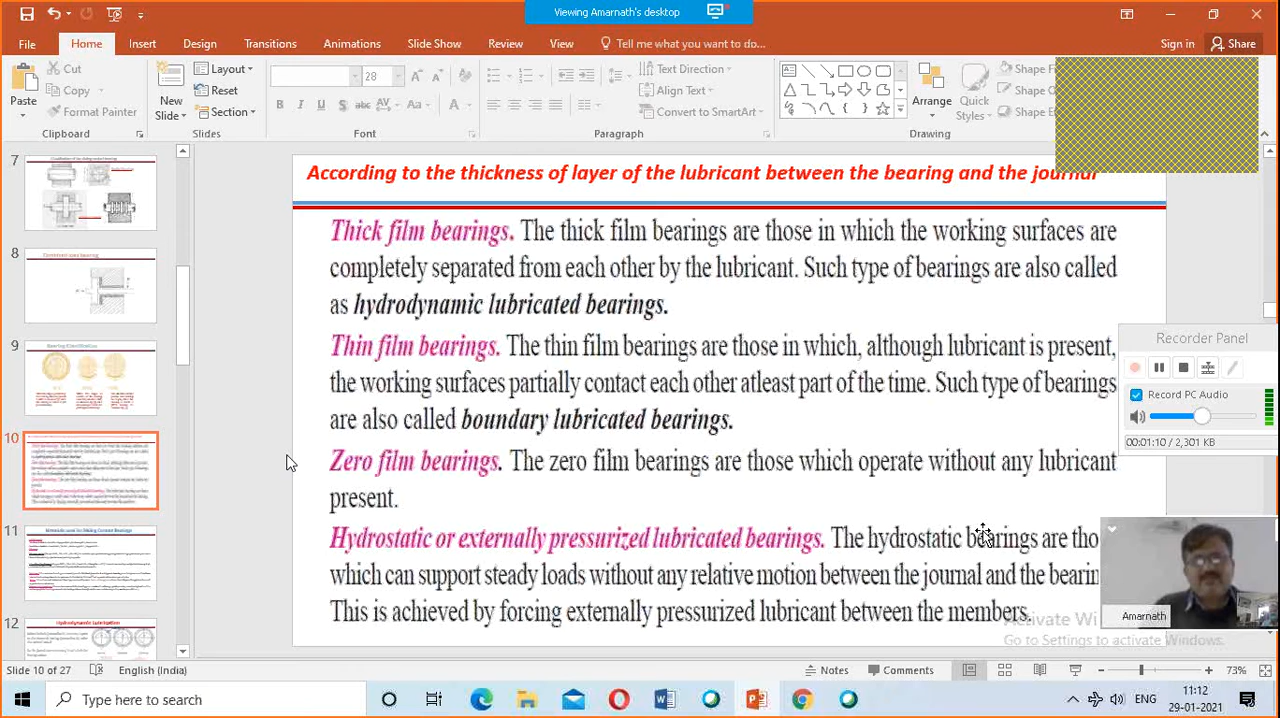 Viewing Amarnath's desktop
File Home Insert Design Transitions Animations Slide Show Review View Tell me what you want to do... Sign in Share
Paste Cut Copy Format Painter New Slide Layout Reset Section 28 Text Direction Align Text Convert to SmartArt Arrange Quick Styles
Clipboard Slides Font Paragraph Drawing
According to the thickness of layer of the lubricant between the bearing and the journal
Thick film bearings. The thick film bearings are those in which the working surfaces are
completely separated from each other by the lubricant. Such type of bearings are also called
as hydrodynamic lubricated bearings.
Thin film bearings. The thin film bearings are those in which, although lubricant is present,
the working surfaces partially contact each other atleast part of the time. Such type of bearings
are also called boundary lubricated bearings.
Zero film bearings. The zero film bearings are those which operate without any lubricant
present.
Hydrostatic or externally pressurized lubricated bearings. The hydrostatic bearings are tho
which can support steady loads without any relative motion between the journal and the bearin
This is achieved by forcing externally pressurized lubricant between the members.
7
8
9
10
11
12
Recorder Panel
Record PC Audio
00:01:10 / 2,301 KB
Amarnath
Go to Settings to activate Windows.
Slide 10 of 27 English (India) Notes Comments 73%
Type here to search ENG 11:12
29-01-2021